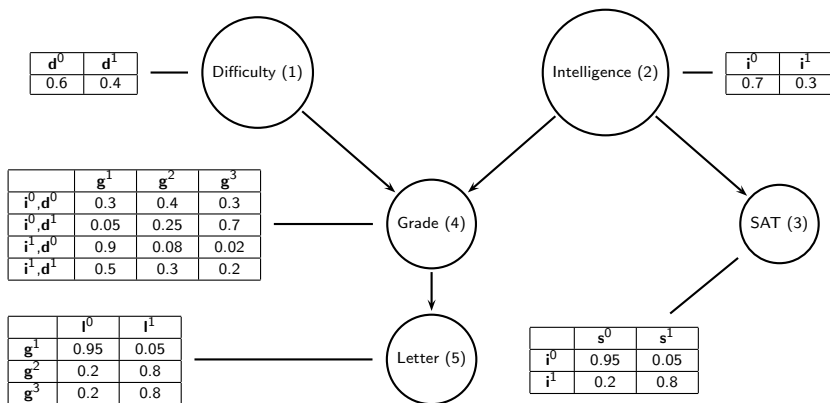 d⁰ d¹
0.6 0.4
Difficulty (1)
Intelligence (2)
i⁰ i¹
0.7 0.3
g¹ g² g³
i⁰,d⁰ 0.3 0.4 0.3
i⁰,d¹ 0.05 0.25 0.7
i¹,d⁰ 0.9 0.08 0.02
i¹,d¹ 0.5 0.3 0.2
Grade (4)
SAT (3)
l⁰ l¹
g¹ 0.95 0.05
g² 0.2 0.8
g³ 0.2 0.8
Letter (5)
s⁰ s¹
i⁰ 0.95 0.05
i¹ 0.2 0.8